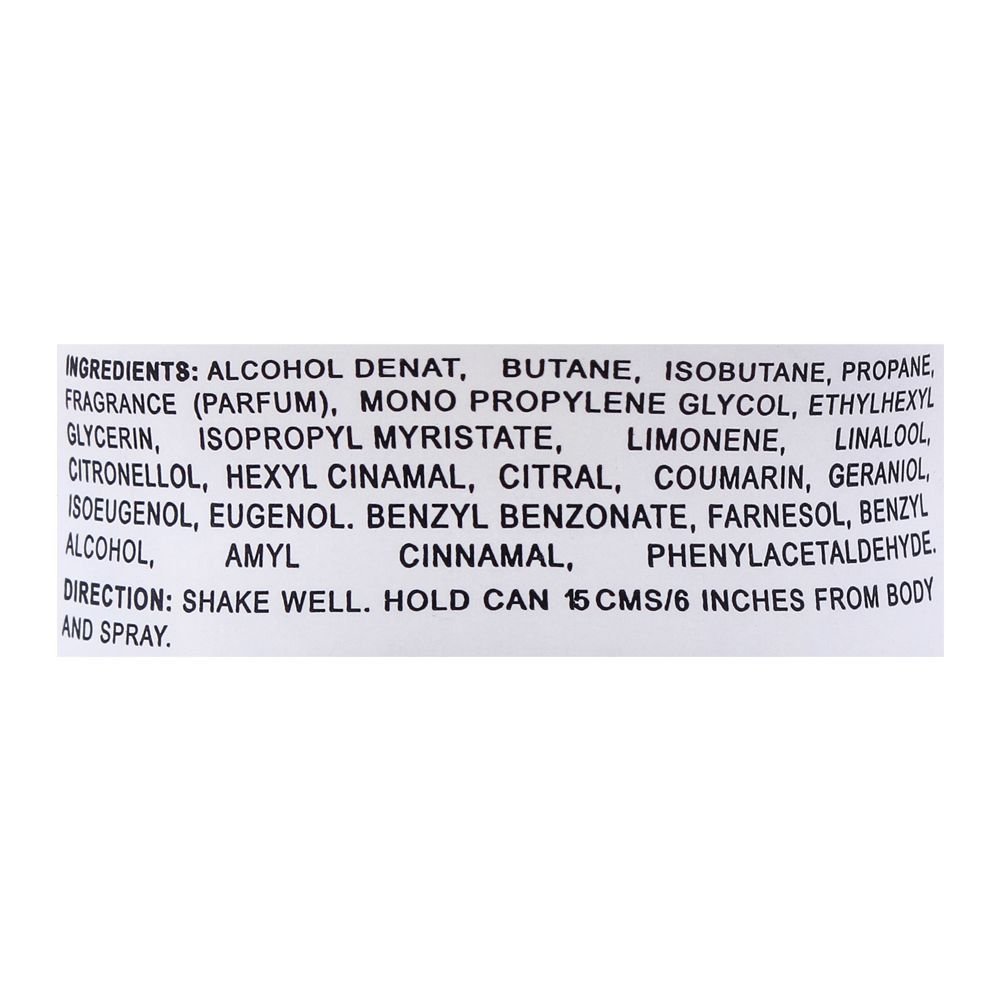 INGREDIENTS: ALCOHOL DENAT, BUTANE, ISOBUTANE, PROPANE,
FRAGRANCE (PARFUM), MONO PROPYLENE GLYCOL, ETHYLHEXYL
GLYCERIN, ISOPROPYL MYRISTATE, LIMONENE, LINALOOL,
CITRONELLOL, HEXYL CINAMAL, CITRAL, COUMARIN, GERANIOL,
ISOEUGENOL, EUGENOL. BENZYL BENZONATE, FARNESOL, BENZYL
ALCOHOL, AMYL CINNAMAL, PHENYLACETALDEHYDE.
DIRECTION: SHAKE WELL. HOLD CAN 15 CMS/6 INCHES FROM BODY
AND SPRAY.